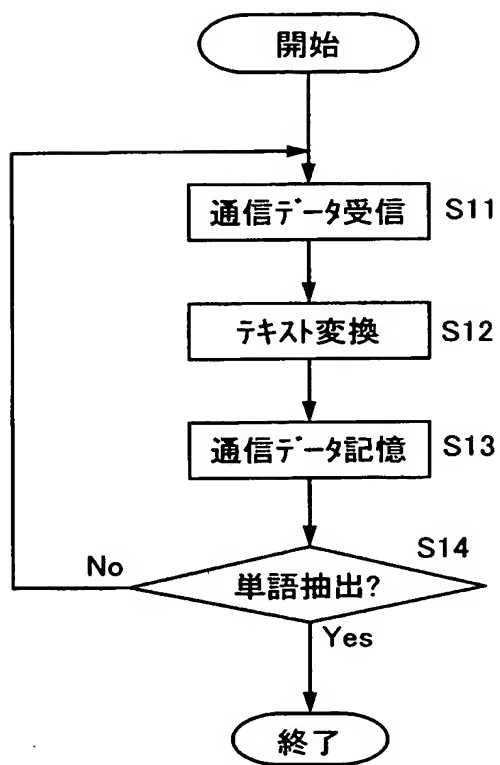 開始
通信データ受信 S11
テキスト変換 S12
通信データ記憶 S13
S14
No
単語抽出?
Yes
終了